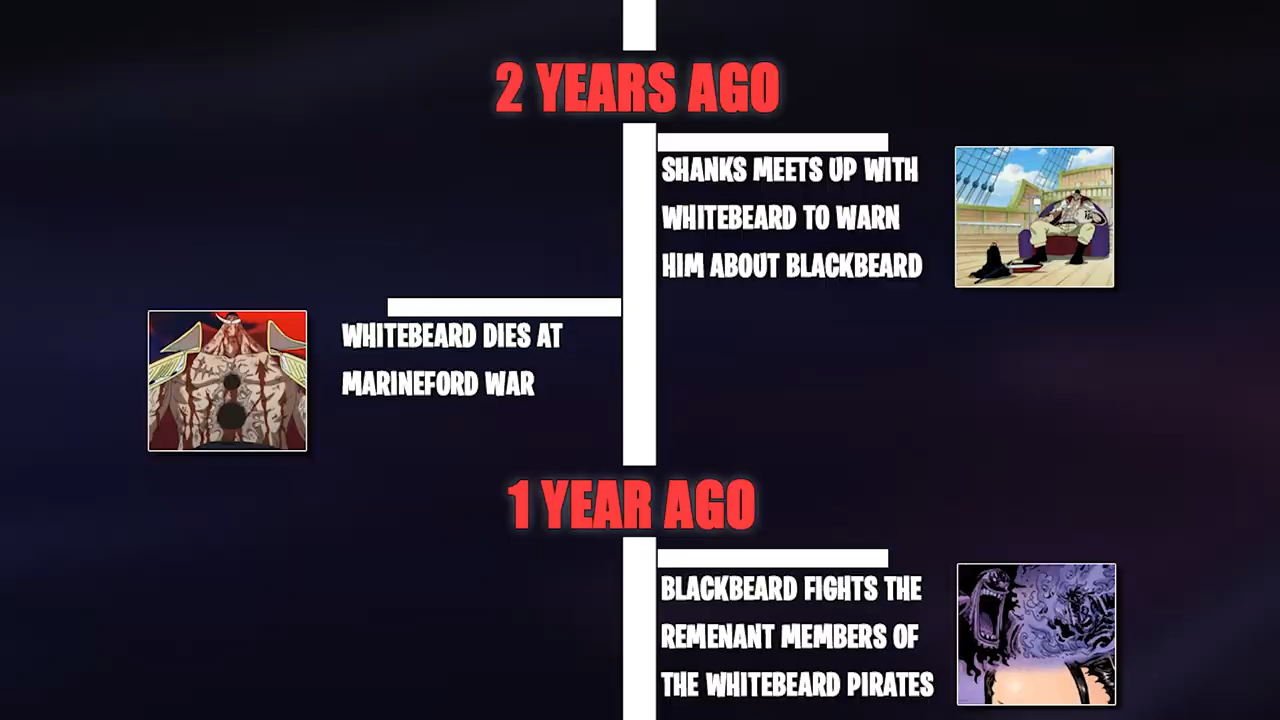 2 YEARS AGO
SHANKS MEETS UP WITH
WHITEBEARD TO WARN
HIM ABOUT BLACKBEARD
WHITEBEARD DIES AT
MARINEFORD WAR
1 YEAR AGO
BLACKBEARD FIGHTS THE
REMENANT MEMBERS OF
THE WHITEBEARD PIRATES